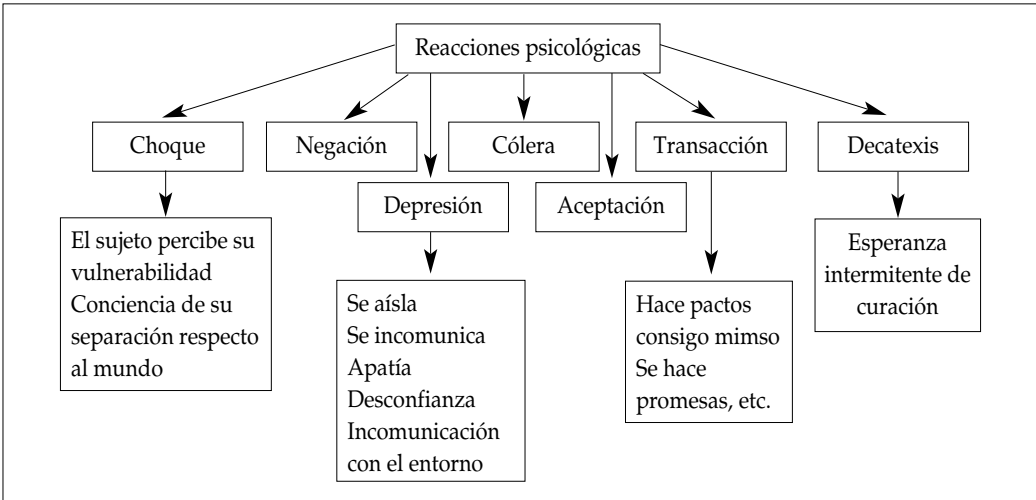 Reacciones psicológicas
Choque
Negación
Cólera
Transacción
Decatexis
Depresión
Aceptación
El sujeto percibe su
vulnerabilidad
Conciencia de su
separación respecto
al mundo
Se aísla
Se incomunica
Apatía
Desconfianza
Incomunicación
con el entorno
Hace pactos
consigo mimso
Se hace
promesas, etc.
Esperanza
intermitente de
curación